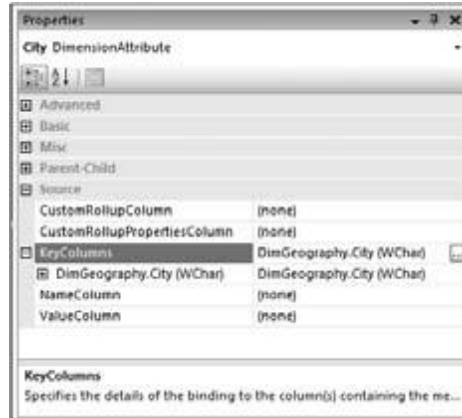 Properties
City DimensionAttribute
Advanced
Basic
Misc
Parent-Child
Source
CustomRollupColumn (none)
CustomRollupPropertiesColumn (none)
KeyColumns DimGeography.City (WChar) ...
DimGeography.City (WChar) DimGeography.City (WChar)
NameColumn (none)
ValueColumn (none)
KeyColumns
Specifies the details of the binding to the column(s) containing the me...